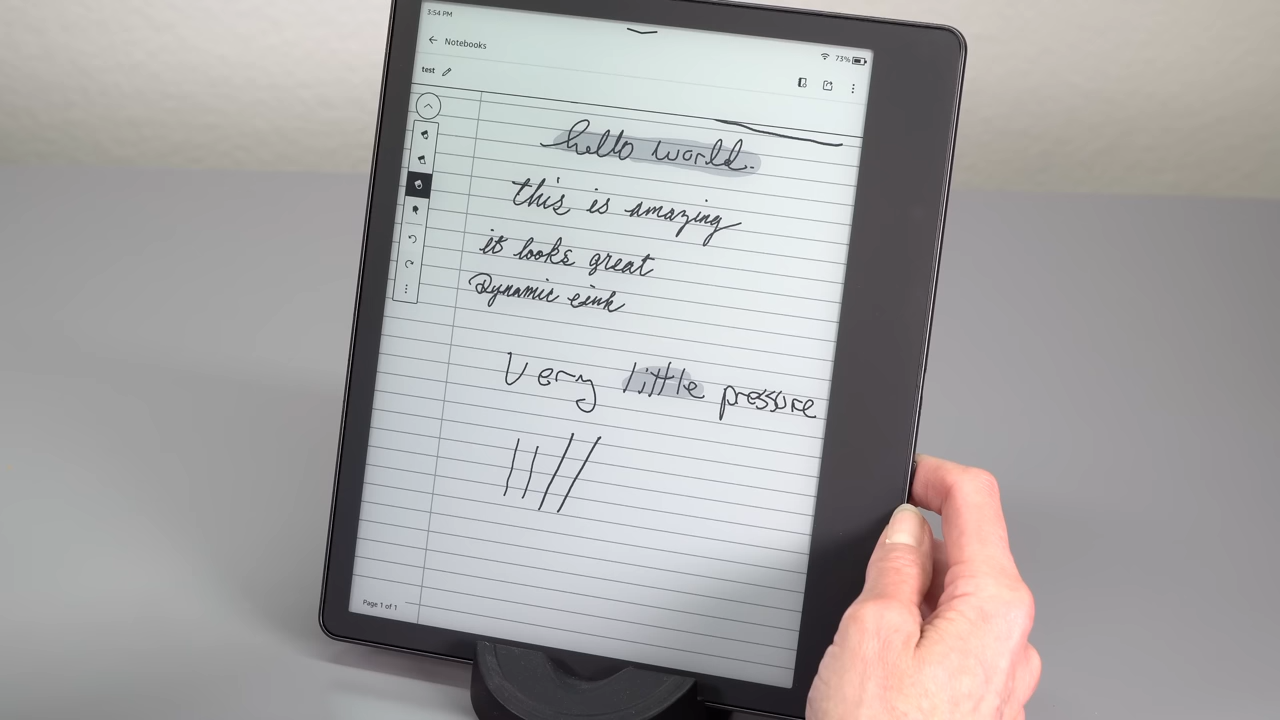 3:54 PM
73%
Notebooks
test
hello world.
this is amazing
it looks great
Dynamic eink
Very little pressure
Page 1 of 1